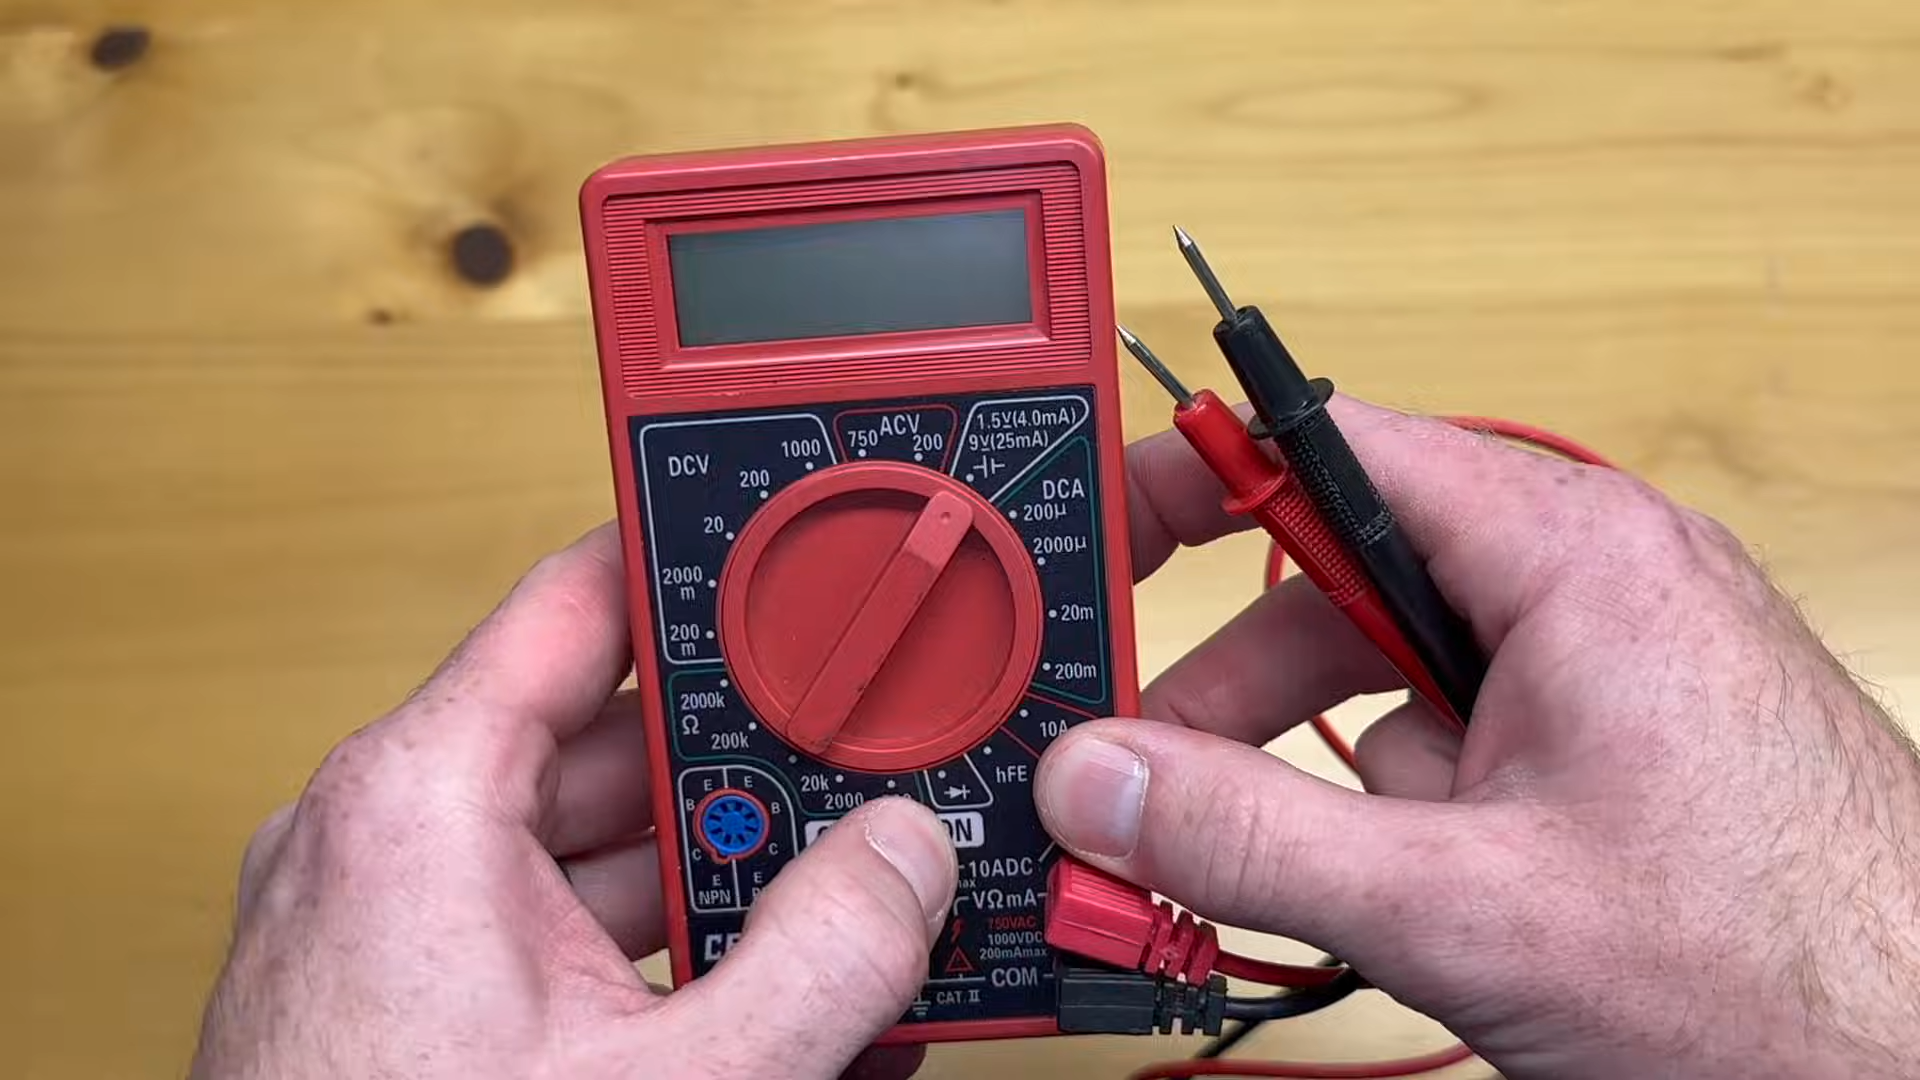 DCV
1000
200
20
2000
m
200
m
ACV
750
200
1.5V(4.0mA)
9V(25mA)
DCA
200µ
2000µ
20m
200m
10A
hFE
2000k
Ω
200k
20k
2000
E E
B B
C C
E E
NPN
10ADC
max
VΩmA
750VAC
1000VDC
200mAmax
COM
CAT. II